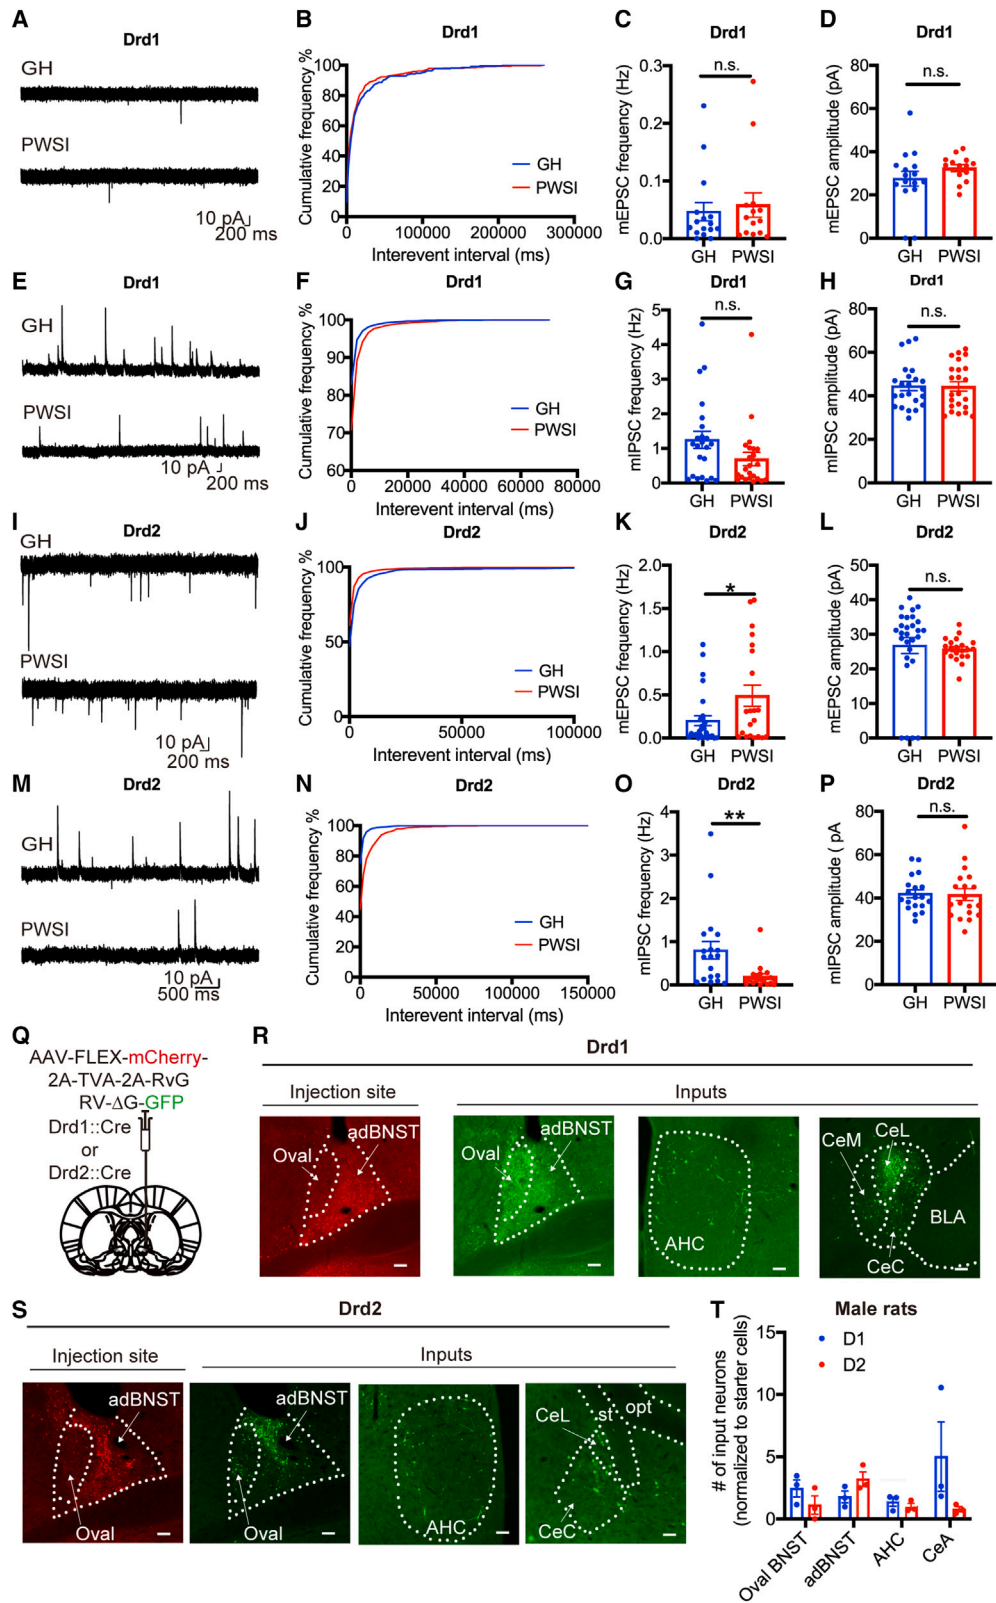 A
Drd1
GH
PWSI
10 pA
200 ms
B
Drd1
Cumulative frequency %
100
80
60
40
20
0
0
100000
200000
300000
Interevent interval (ms)
GH
PWSI
C
Drd1
n.s.
mEPSC frequency (Hz)
0.3
0.2
0.1
0.0
GH
PWSI
D
Drd1
n.s.
mEPSC amplitude (pA)
80
60
40
20
0
GH
PWSI
E
Drd1
GH
PWSI
10 pA
200 ms
F
Drd1
Cumulative frequency %
100
90
80
70
60
0
20000
40000
60000
80000
Interevent interval (ms)
GH
PWSI
G
Drd1
n.s.
mIPSC frequency (Hz)
5
4
3
2
1
0
GH
PWSI
H
Drd1
n.s.
mIPSC amplitude (pA)
80
60
40
20
0
GH
PWSI
I
Drd2
GH
PWSI
10 pA
200 ms
J
Drd2
Cumulative frequency %
100
50
0
0
50000
100000
Interevent interval (ms)
GH
PWSI
K
Drd2
*
mEPSC frequency (Hz)
2.0
1.5
1.0
0.5
0.0
GH
PWSI
L
Drd2
n.s.
mEPSC amplitude (pA)
50
40
30
20
10
0
GH
PWSI
M
Drd2
GH
PWSI
10 pA
500 ms
N
Drd2
Cumulative frequency %
100
80
60
40
20
0
0
50000
100000
150000
Interevent interval (ms)
GH
PWSI
O
Drd2
**
mIPSC frequency (Hz)
4
3
2
1
0
GH
PWSI
P
Drd2
n.s.
mIPSC amplitude ( pA
80
60
40
20
0
GH
PWSI
Q
AAV-FLEX-mCherry-
2A-TVA-2A-RvG
RV-ΔG-GFP
Drd1::Cre
or
Drd2::Cre
R
Drd1
Injection site
Inputs
Oval
adBNST
Oval
adBNST
AHC
CeM
CeL
BLA
CeC
S
Drd2
Injection site
Inputs
adBNST
Oval
adBNST
Oval
AHC
CeL
st
opt
CeC
T
Male rats
D1
D2
# of input neurons
(normalized to starter cells)
15
10
5
0
Oval BNST
adBNST
AHC
CeA